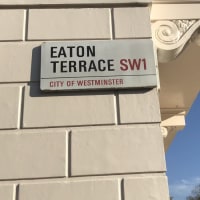 EATON
TERRACE SW1
CITY OF WESTMINSTER